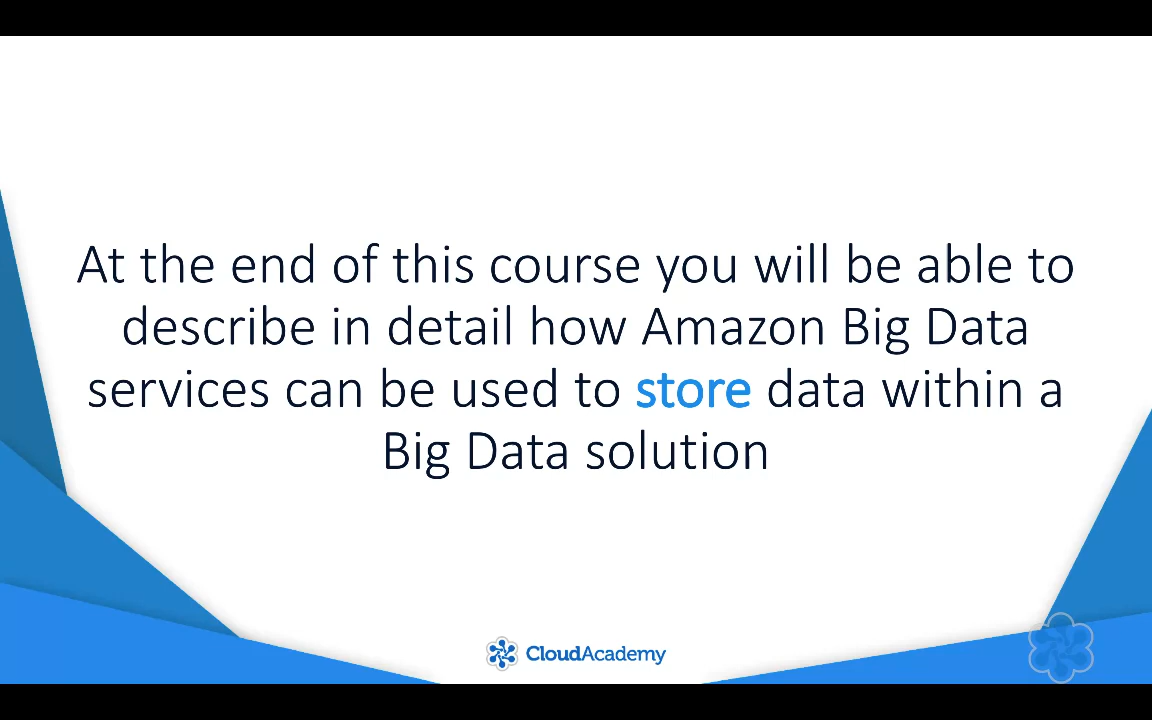 At the end of this course you will be able to
describe in detail how Amazon Big Data
services can be used to store data within a
Big Data solution
CloudAcademy